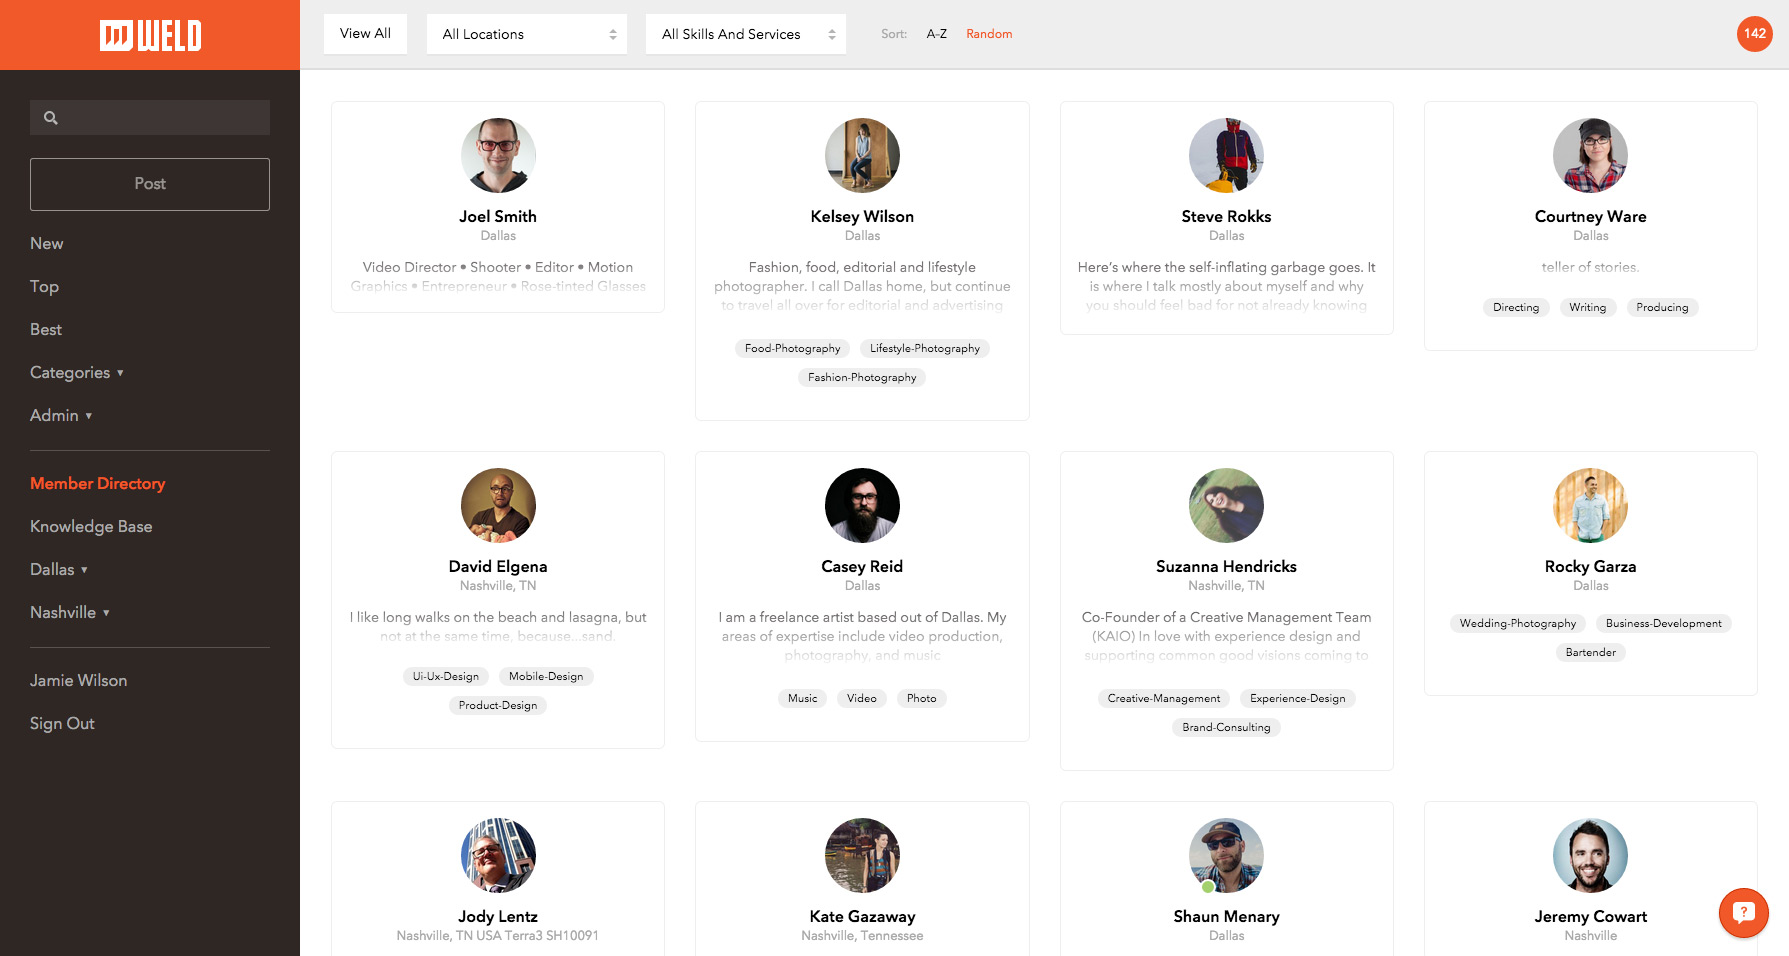 WELD
View All
All Locations
All Skills And Services
Sort: A-Z Random
142
Post
New
Top
Best
Categories ▾
Admin ▾
Member Directory
Knowledge Base
Dallas ▾
Nashville ▾
Jamie Wilson
Sign Out
Joel Smith
Dallas
Video Director • Shooter • Editor • Motion
Graphics • Entrepreneur • Rose-tinted Glasses
Kelsey Wilson
Dallas
Fashion, food, editorial and lifestyle
photographer. I call Dallas home, but continue
to travel all over for editorial and advertising
Food-Photography Lifestyle-Photography
Fashion-Photography
Steve Rokks
Dallas
Here's where the self-inflating garbage goes. It
is where I talk mostly about myself and why
you should feel bad for not already knowing
Courtney Ware
Dallas
teller of stories.
Directing Writing Producing
David Elgena
Nashville, TN
I like long walks on the beach and lasagna, but
not at the same time, because...sand.
Ui-Ux-Design Mobile-Design
Product-Design
Casey Reid
Dallas
I am a freelance artist based out of Dallas. My
areas of expertise include video production,
photography, and music
Music Video Photo
Suzanna Hendricks
Nashville, TN
Co-Founder of a Creative Management Team
(KAIO) In love with experience design and
supporting common good visions coming to
Creative-Management Experience-Design
Brand-Consulting
Rocky Garza
Dallas
Wedding-Photography Business-Development
Bartender
Jody Lentz
Nashville, TN USA Terra3 SH10091
Kate Gazaway
Nashville, Tennessee
Shaun Menary
Dallas
Jeremy Cowart
Nashville
?